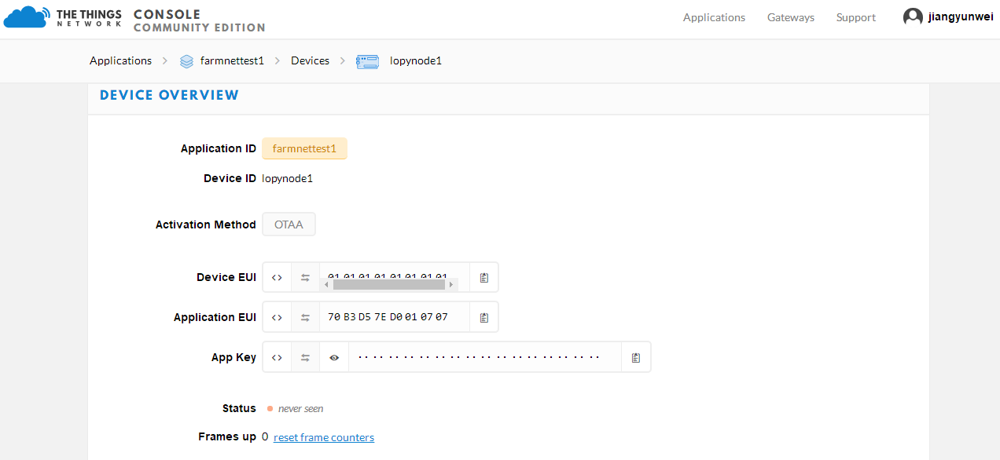 THE THINGS NETWORK CONSOLE COMMUNITY EDITION
Applications Gateways Support jiangyunwei
Applications > farmnettest1 > Devices > lopynode1
DEVICE OVERVIEW
Application ID farmnettest1
Device ID lopynode1
Activation Method OTAA
Device EUI 01 01 01 01 01 01 01 01
Application EUI 70 B3 D5 7E D0 01 07 07
App Key
Status never seen
Frames up 0 reset frame counters